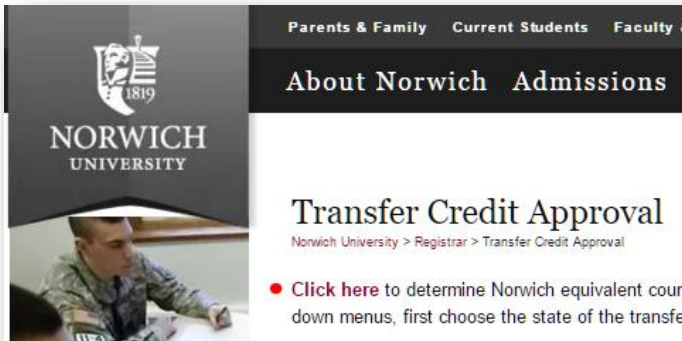 Parents & Family Current Students Faculty &
About Norwich Admissions
1819
NORWICH
UNIVERSITY
Transfer Credit Approval
Norwich University > Registrar > Transfer Credit Approval
Click here to determine Norwich equivalent cour
down menus, first choose the state of the transfe